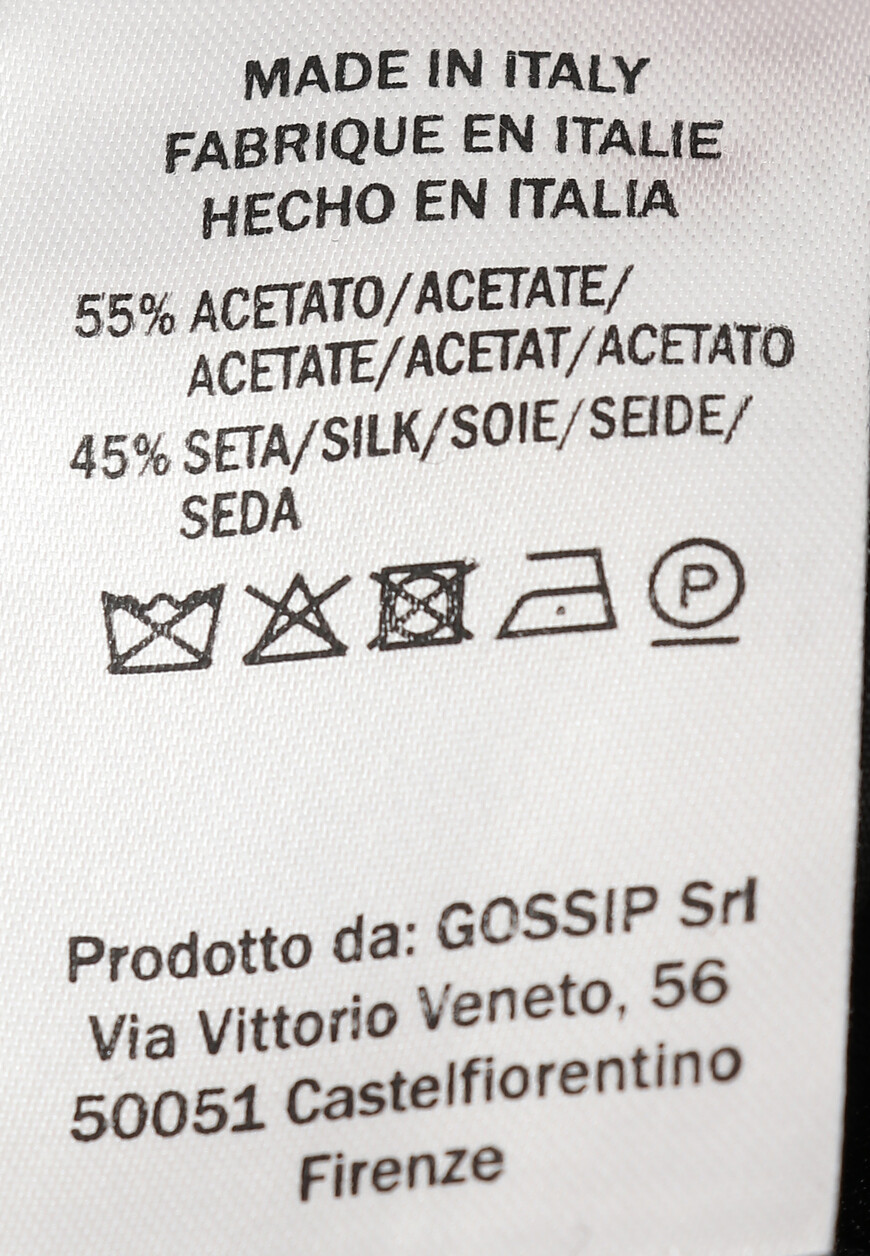 MADE IN ITALY
FABRIQUE EN ITALIE
HECHO EN ITALIA
55% ACETATO/ACETATE/
ACETATE/ACETAT/ACETATO
45% SETA/SILK/SOIE/SEIDE/
SEDA
P
Prodotto da: GOSSIP Srl
Via Vittorio Veneto, 56
50051 Castelfiorentino
Firenze